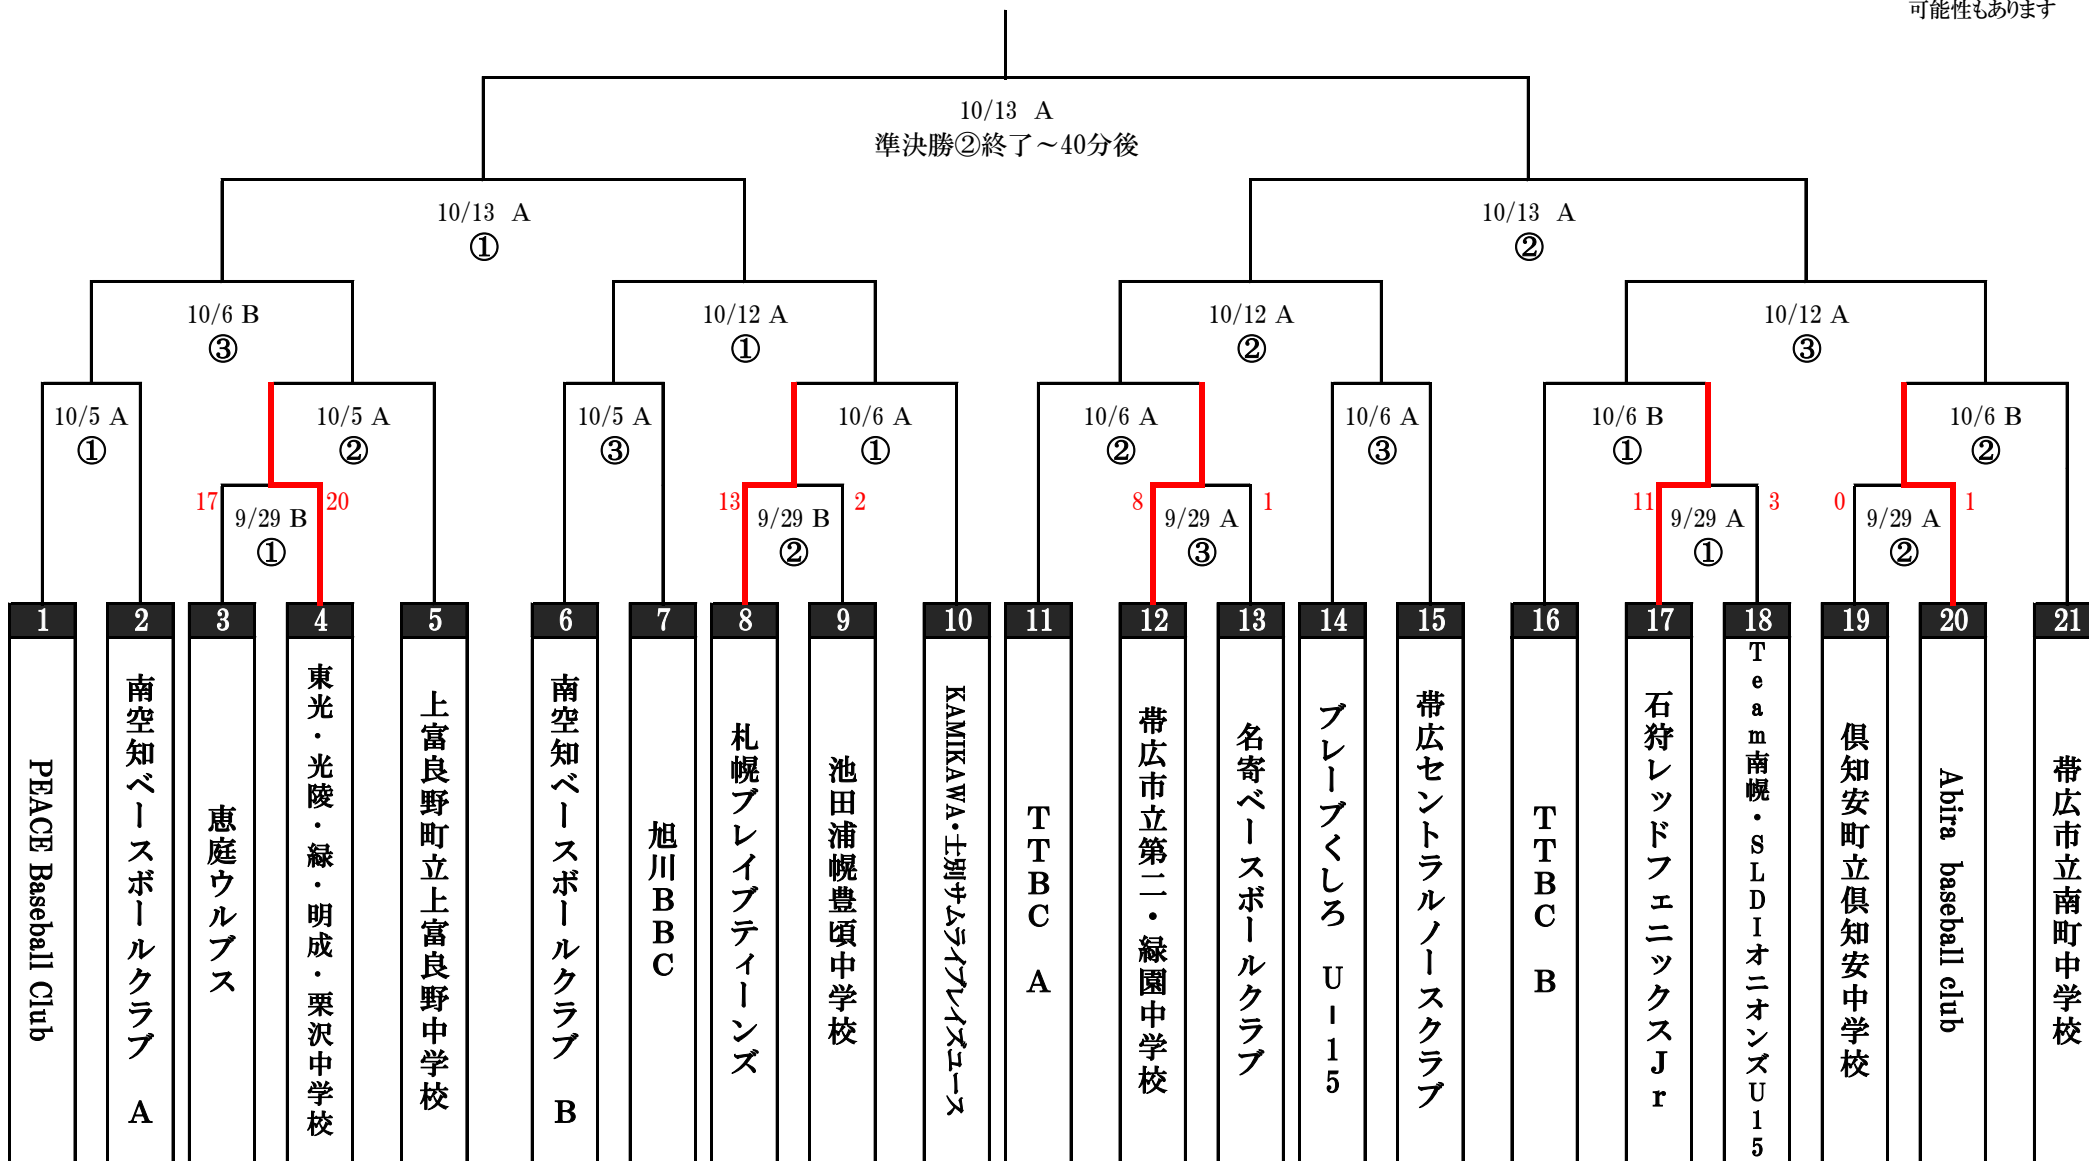 可能性もあります
10/13 A
準決勝②終了～40分後
10/13 A
①
10/13 A
②
10/6 B
③
10/12 A
①
10/12 A
②
10/12 A
③
10/5 A
①
10/5 A
②
10/5 A
③
10/6 A
①
10/6 A
②
10/6 A
③
10/6 B
①
10/6 B
②
17
20
9/29 B
①
13
2
9/29 B
②
8
1
9/29 A
③
11
3
9/29 A
①
0
1
9/29 A
②
1
PEACE Baseball Club
2
南空知ベースボールクラブ A
3
恵庭ウルブス
4
東光・光陵・緑・明成・栗沢中学校
5
上富良野町立上富良野中学校
6
南空知ベースボールクラブ B
7
旭川BBC
8
札幌ブレイブティーンズ
9
池田浦幌豊頃中学校
10
KAMIKAWA・士別サムライブレイズユース
11
TTBC A
12
帯広市立第二・緑園中学校
13
名寄ベースボールクラブ
14
ブレーブくしろ U-15
15
帯広セントラルノースクラブ
16
TTBC B
17
石狩レッドフェニックスJr
18
Team南幌・SLDIオニオンズU15
19
倶知安町立倶知安中学校
20
Abira baseball club
21
帯広市立南町中学校